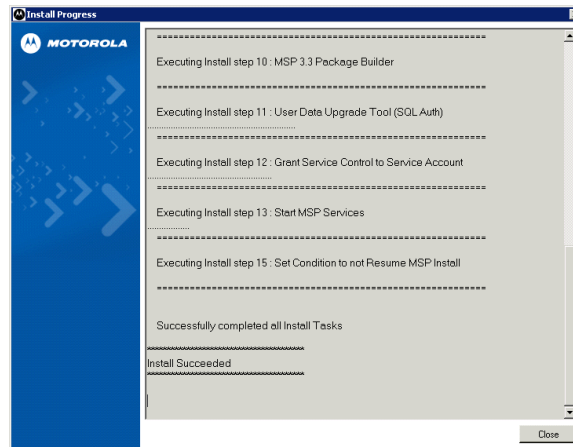 Install Progress
MOTOROLA
============================================================
Executing Install step 10 : MSP 3.3 Package Builder
============================================================
Executing Install step 11 : User Data Upgrade Tool (SQL Auth)
............................................................
============================================================
Executing Install step 12 : Grant Service Control to Service Account
..................................................
============================================================
Executing Install step 13 : Start MSP Services
.................
============================================================
Executing Install step 15 : Set Condition to not Resume MSP Install
============================================================
Successfully completed all Install Tasks
****************************************
Install Succeeded
****************************************
Close